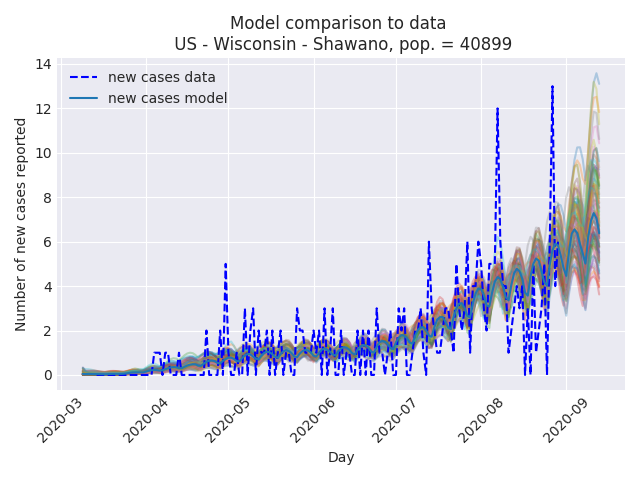 Model comparison to data
US - Wisconsin - Shawano, pop. = 40899
new cases data
new cases model
Number of new cases reported
14
12
10
8
6
4
2
0
2020-03
2020-04
2020-05
2020-06
2020-07
2020-08
2020-09
Day